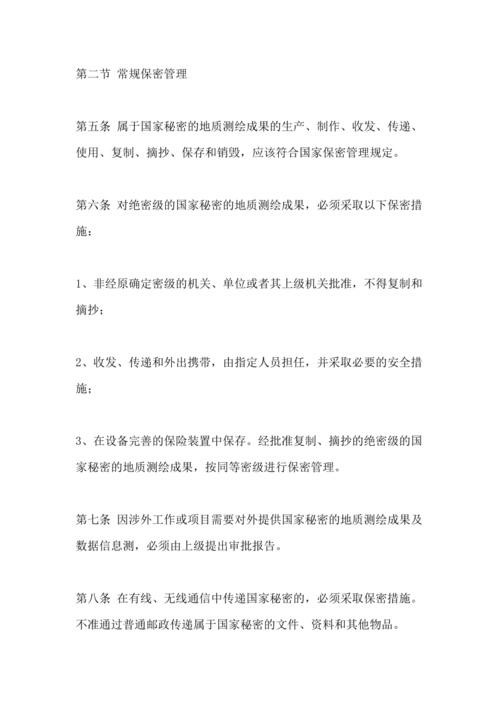 第二节 常规保密管理
第五条 属于国家秘密的地质测绘成果的生产、制作、收发、传递、
使用、复制、摘抄、保存和销毁，应该符合国家保密管理规定。
第六条 对绝密级的国家秘密的地质测绘成果，必须采取以下保密措
施：
1、非经原确定密级的机关、单位或者其上级机关批准，不得复制和
摘抄；
2、收发、传递和外出携带，由指定人员担任，并采取必要的安全措
施；
3、在设备完善的保险装置中保存。经批准复制、摘抄的绝密级的国
家秘密的地质测绘成果，按同等密级进行保密管理。
第七条 因涉外工作或项目需要对外提供国家秘密的地质测绘成果及
数据信息测，必须由上级提出审批报告。
第八条 在有线、无线通信中传递国家秘密的，必须采取保密措施。
不准通过普通邮政传递属于国家秘密的文件、资料和其他物品。